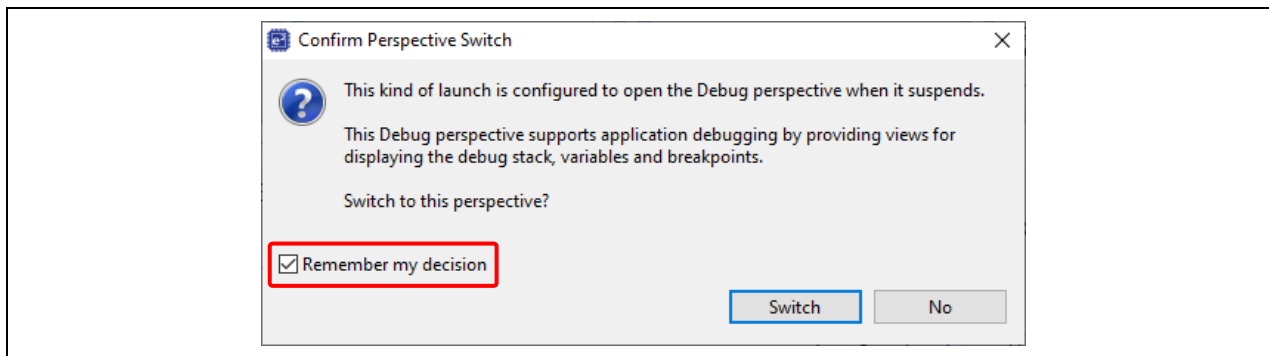 Confirm Perspective Switch
This kind of launch is configured to open the Debug perspective when it suspends.
This Debug perspective supports application debugging by providing views for
displaying the debug stack, variables and breakpoints.
Switch to this perspective?
Remember my decision
Switch
No